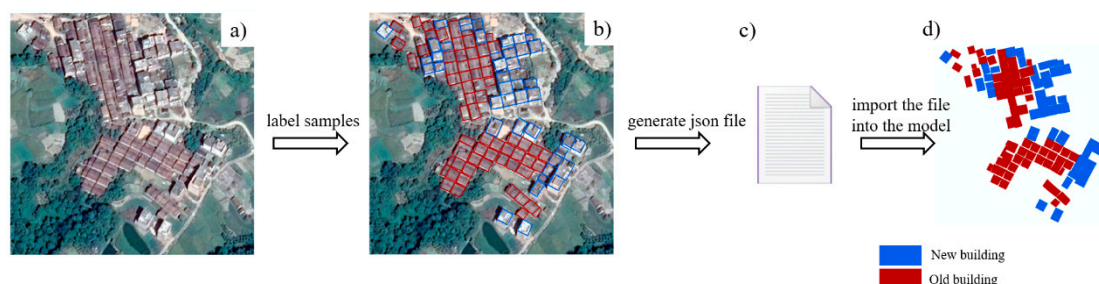 a)
b)
c)
d)
label samples
generate json file
import the file
into the model
New building
Old building